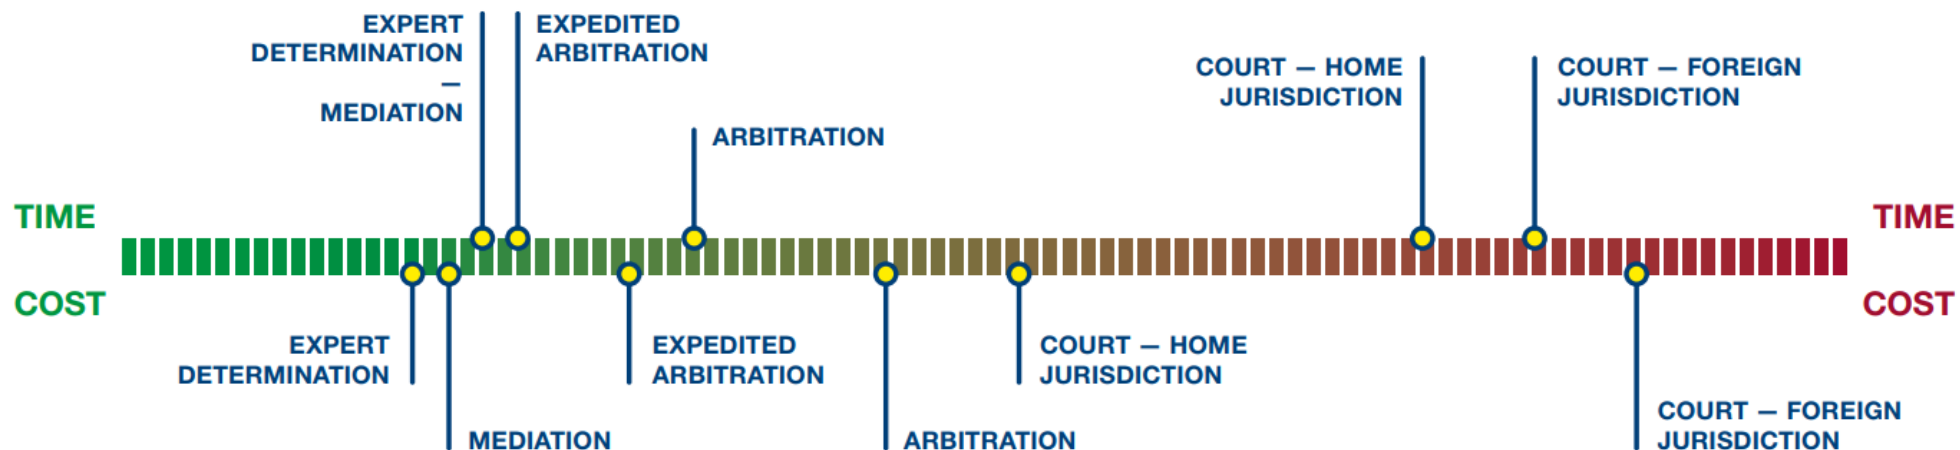 EXPERT
DETERMINATION
—
MEDIATION
EXPEDITED
ARBITRATION
ARBITRATION
COURT — HOME
JURISDICTION
COURT — FOREIGN
JURISDICTION
TIME
TIME
COST
COST
EXPERT
DETERMINATION
MEDIATION
EXPEDITED
ARBITRATION
ARBITRATION
COURT — HOME
JURISDICTION
COURT — FOREIGN
JURISDICTION